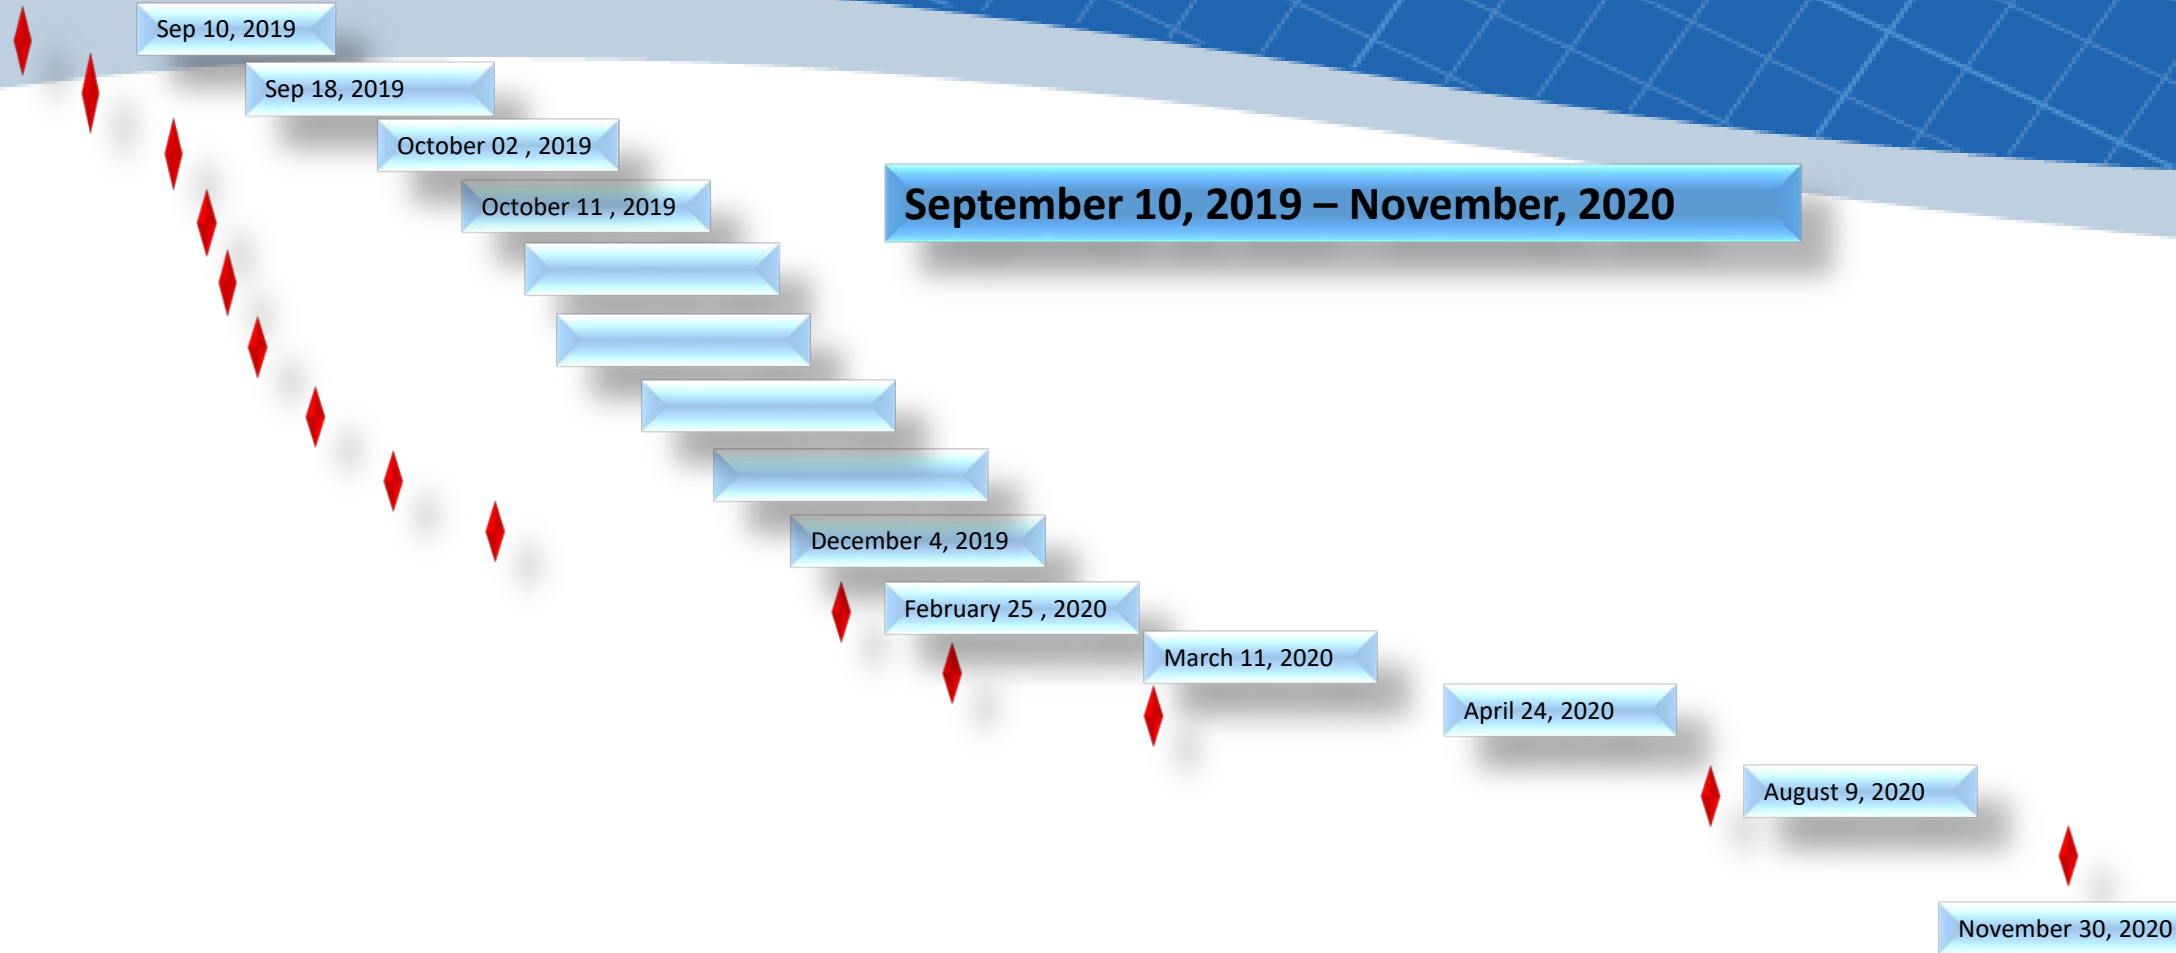 Sep 10, 2019
Sep 18, 2019
October 02 , 2019
October 11 , 2019
September 10, 2019 – November, 2020
December 4, 2019
February 25 , 2020
March 11, 2020
April 24, 2020
August 9, 2020
November 30, 2020